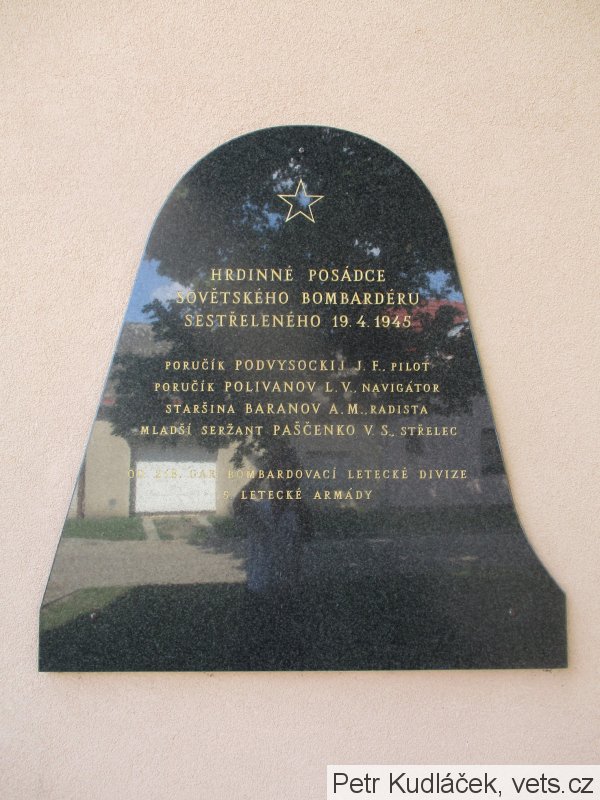 HRDINNÉ POSÁDCE
SOVĚTSKÉHO BOMBARDÉRU
SESTŘELENÉHO 19. 4. 1945
PORUČÍK PODVYSOCKIJ J. F., PILOT
PORUČÍK POLIVANOV L. V., NAVIGÁTOR
STARŠINA BARANOV A. M., RADISTA
MLADŠÍ SERŽANT PAŠČENKO V. S., STŘELEC
BOMBARDOVACÍ LETECKÉ DIVIZE
5. LETECKÉ ARMÁDY
Petr Kudláček, vets.cz